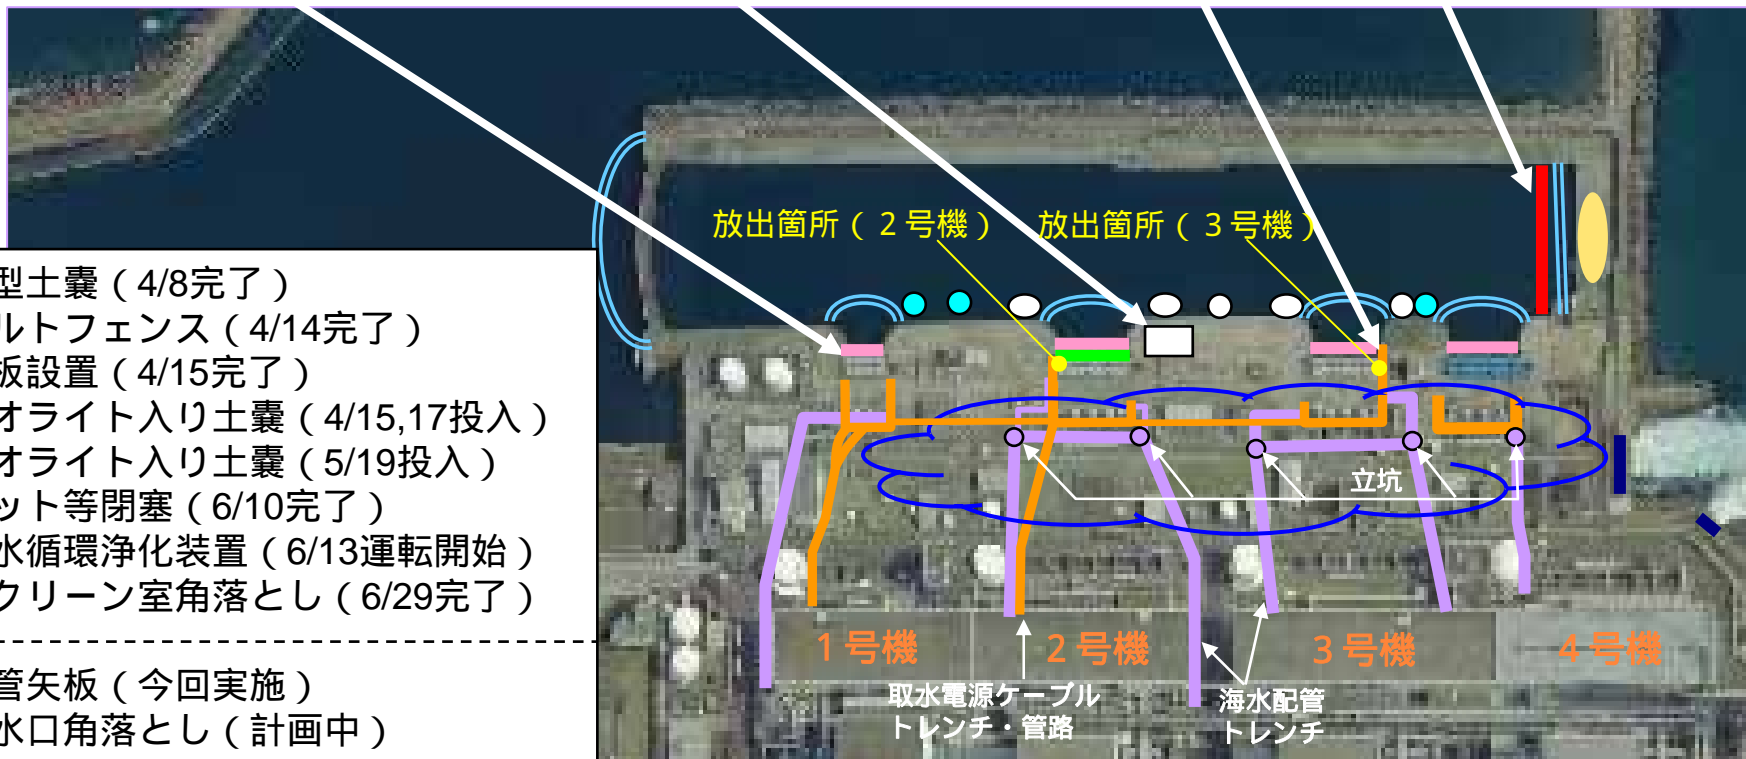 放出箇所（２号機）
放出箇所（３号機）
型土嚢（4/8完了）
ルトフェンス（4/14完了）
板設置（4/15完了）
オライト入り土嚢（4/15,17投入）
オライト入り土嚢（5/19投入）
ット等閉塞（6/10完了）
水循環浄化装置（6/13運転開始）
クリーン室角落とし（6/29完了）
管矢板（今回実施）
水口角落とし（計画中）
立坑
１号機
２号機
３号機
４号機
取水電源ケーブル
トレンチ・管路
海水配管
トレンチ